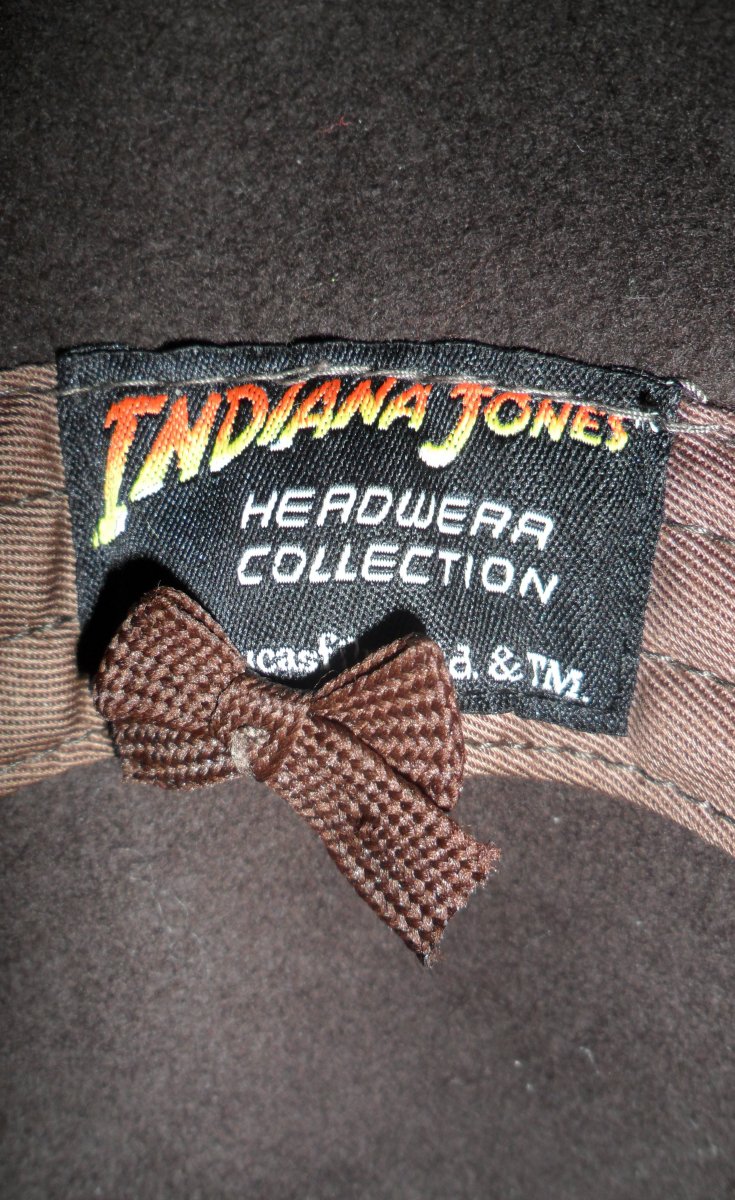 INDIANA JONES
HEADWEAR
COLLECTION
& TM.